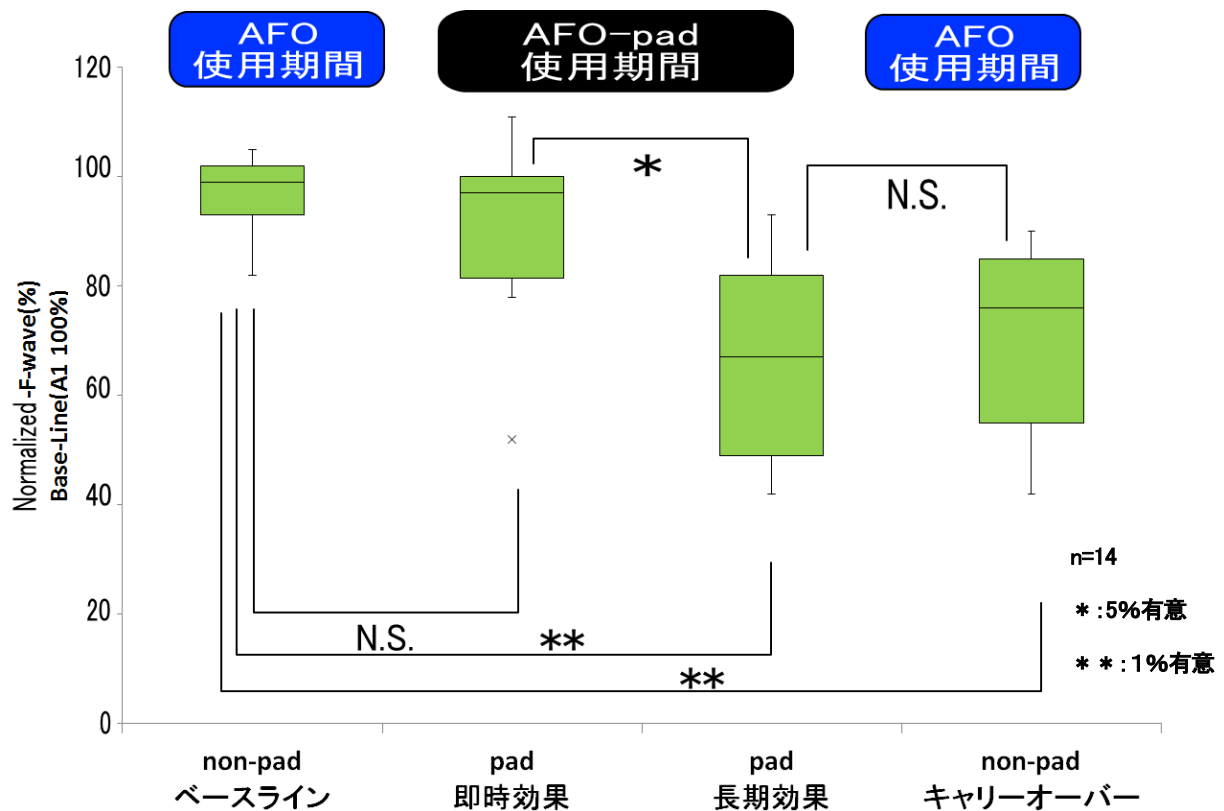 AFO
使用期間
AFO-pad
使用期間
AFO
使用期間
Normalized-F-wave(%)
Base-Line(A1 100%)
120
100
80
60
40
20
0
*
N.S.
N.S.
**
**
n=14
*:5%有意
**:1%有意
non-pad
ベースライン
pad
即時効果
pad
長期効果
non-pad
キャリーオーバー